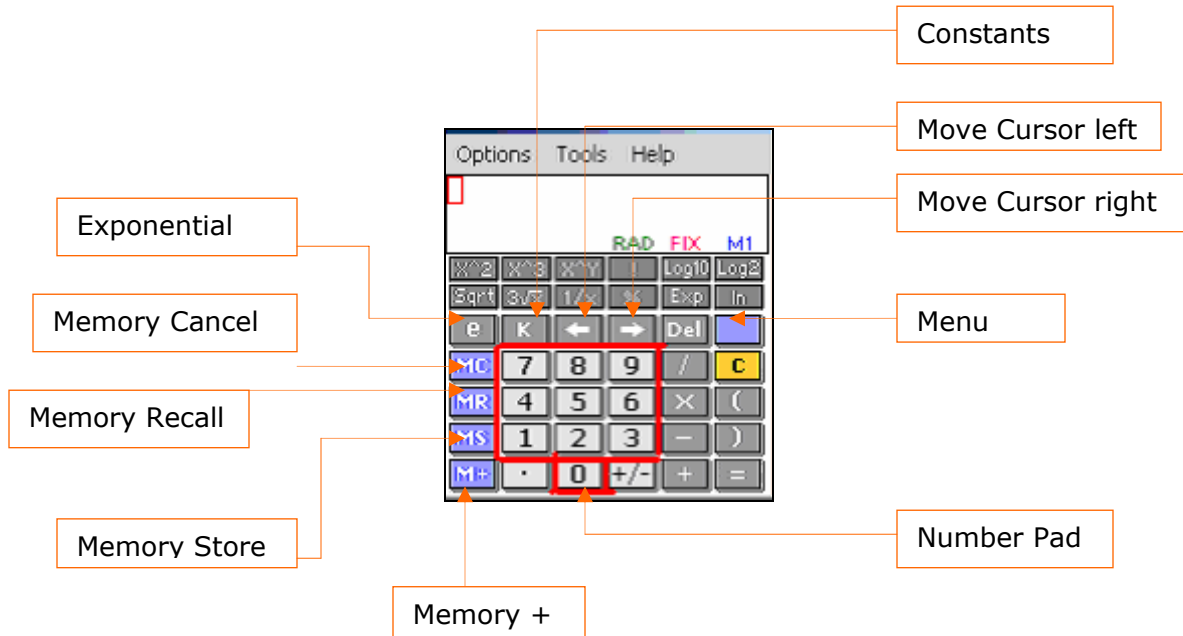 Constants
Move Cursor left
Move Cursor right
Exponential
Memory Cancel
Memory Recall
Memory Store
Memory +
Menu
Number Pad
Options Tools Help
RAD FIX M1
X^2 X^3 X^Y ! Log10 Log2
Sqrt 3√x 1/x % Exp ln
e K ← → Del
MC 7 8 9 / C
MR 4 5 6 × (
MS 1 2 3 − )
M+ · 0 +/- + =